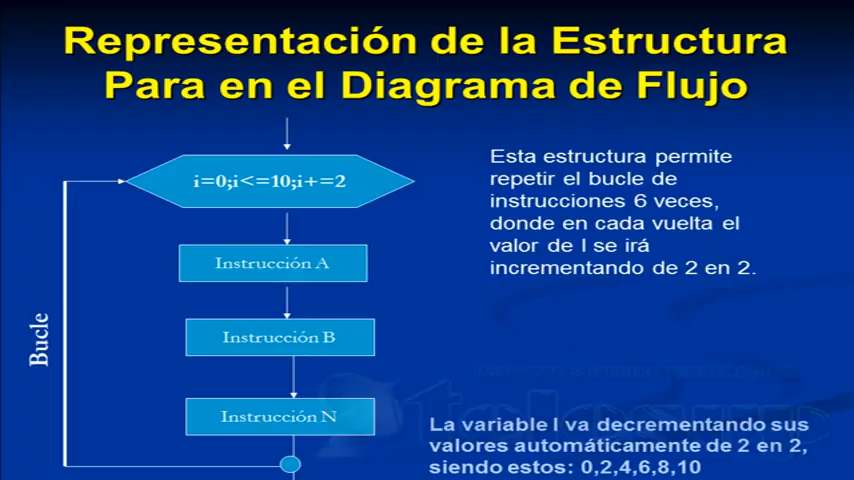 Representación de la Estructura
Para en el Diagrama de Flujo
i=0;i<=10;i+=2
Instrucción A
Instrucción B
Instrucción N
Bucle
Esta estructura permite
repetir el bucle de
instrucciones 6 veces,
donde en cada vuelta el
valor de I se irá
incrementando de 2 en 2.
La variable I va decrementando sus
valores automáticamente de 2 en 2,
siendo estos: 0,2,4,6,8,10